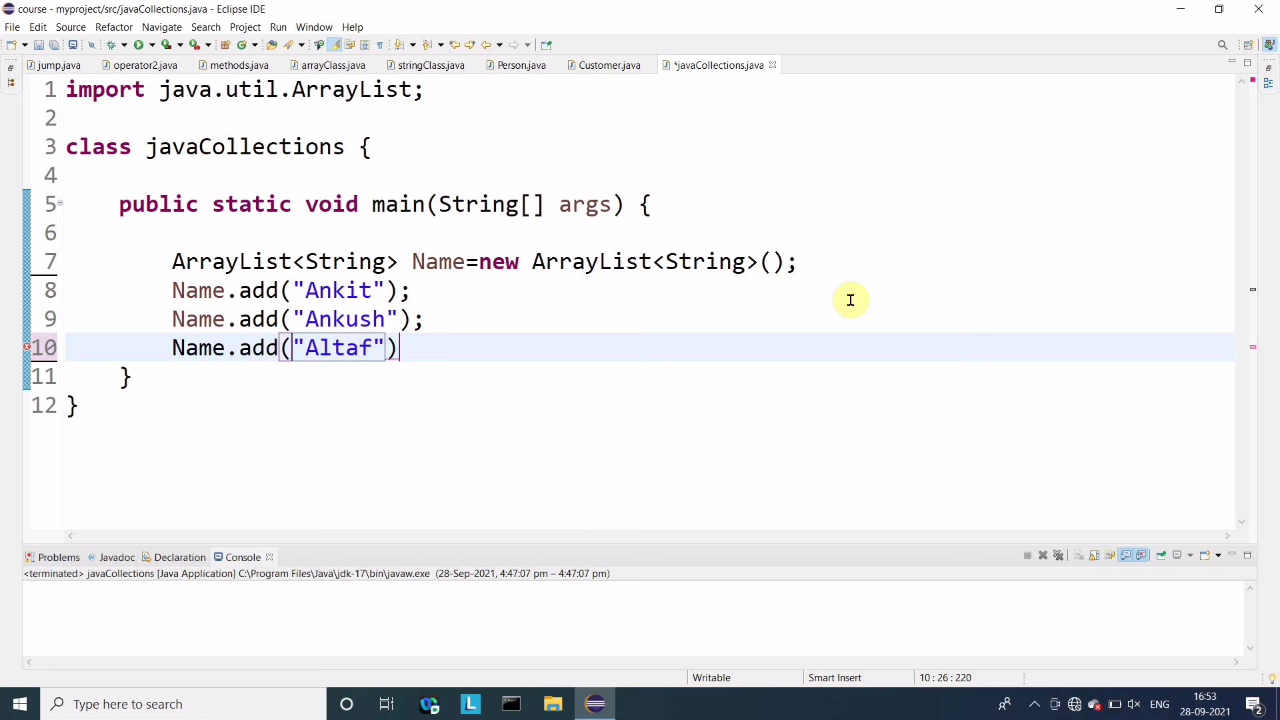 course - myproject/src/javaCollections.java - Eclipse IDE
File Edit Source Refactor Navigate Search Project Run Window Help
jump.java operator2.java methods.java arrayClass.java stringClass.java Person.java Customer.java *javaCollections.java
1 import java.util.ArrayList;
2
3 class javaCollections {
4
5 public static void main(String[] args) {
6
7 ArrayList<String> Name=new ArrayList<String>();
8 Name.add("Ankit");
9 Name.add("Ankush");
10 Name.add("Altaf")
11 }
12 }
Problems Javadoc Declaration Console
<terminated> javaCollections [Java Application] C:\Program Files\Java\jdk-17\bin\javaw.exe (28-Sep-2021, 4:47:07 pm – 4:47:07 pm)
Writable Smart Insert 10 : 26 : 220
Type here to search
L
ENG
16:53
28-09-2021
2